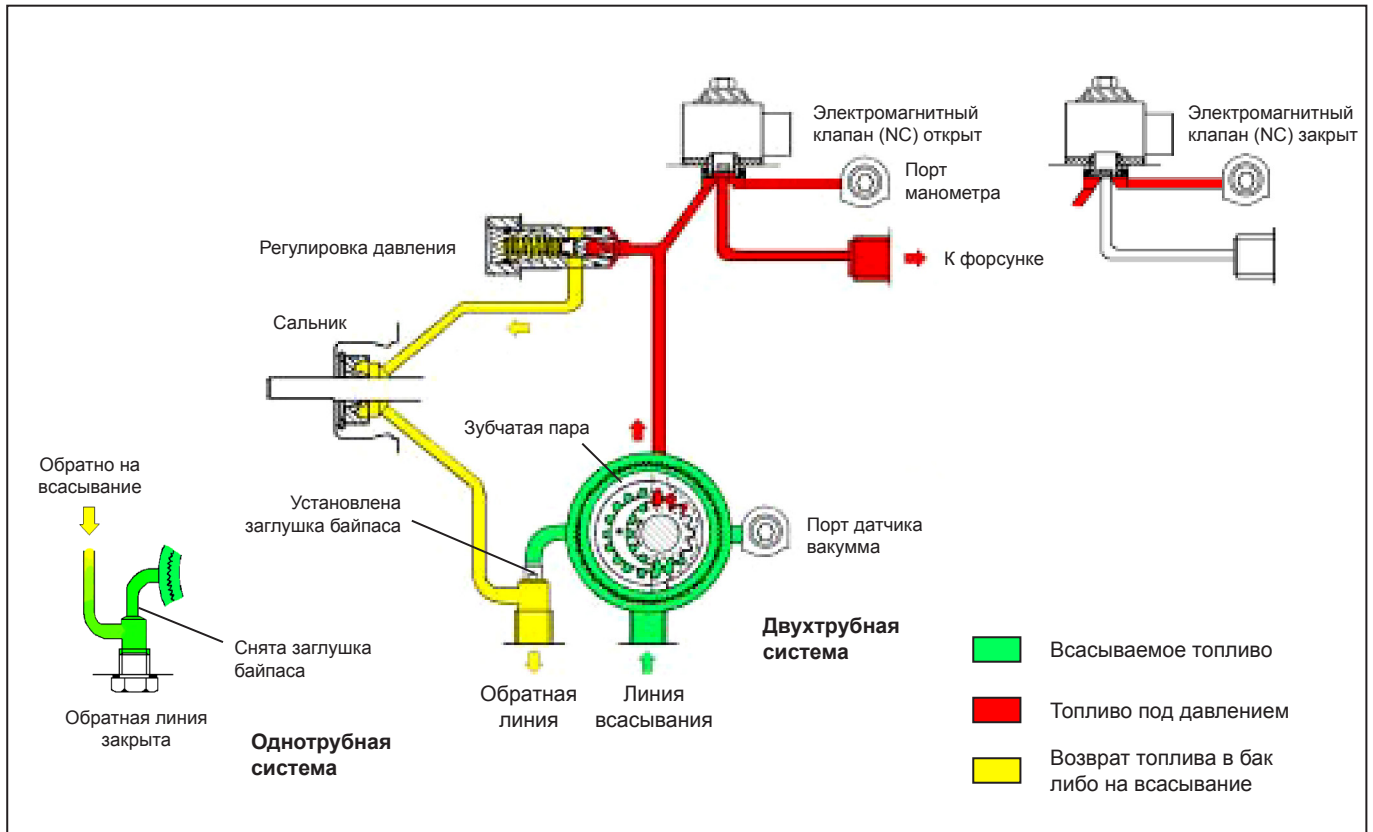 Электромагнитный
клапан (NC) открыт
Электромагнитный
клапан (NC) закрыт
Порт
манометра
Регулировка давления
К форсунке
Сальник
Зубчатая пара
Обратно на
всасывание
Установлена
заглушка байпаса
Порт датчика
вакумма
Снята заглушка
байпаса
Двухтрубная
система
Обратная
линия
Линия
всасывания
Обратная линия
закрыта
Однотрубная
система
Всасываемое топливо
Топливо под давлением
Возврат топлива в бак
либо на всасывание